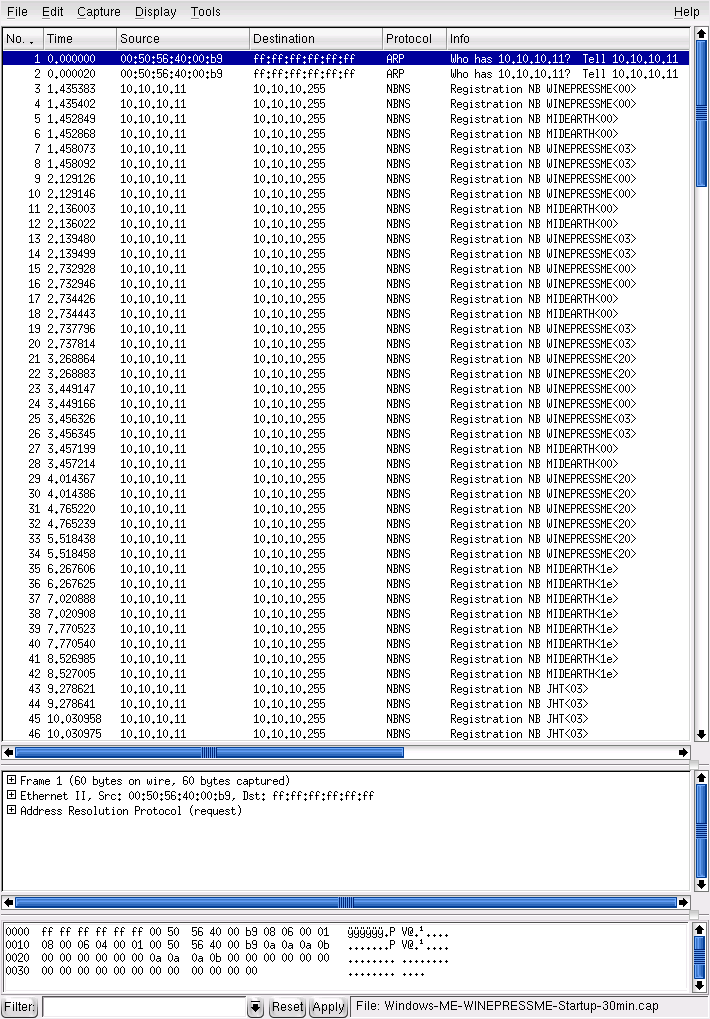 File Edit Capture Display Tools Help
No. Time Source Destination Protocol Info
1 0.000000 00:50:56:40:00:b9 ff:ff:ff:ff:ff:ff ARP Who has 10.10.10.11? Tell 10.10.10.11
2 0.000020 00:50:56:40:00:b9 ff:ff:ff:ff:ff:ff ARP Who has 10.10.10.11? Tell 10.10.10.11
3 1.435383 10.10.10.11 10.10.10.255 NBNS Registration NB WINEPRESSME<00>
4 1.435402 10.10.10.11 10.10.10.255 NBNS Registration NB WINEPRESSME<00>
5 1.452849 10.10.10.11 10.10.10.255 NBNS Registration NB MIDEARTH<00>
6 1.452868 10.10.10.11 10.10.10.255 NBNS Registration NB MIDEARTH<00>
7 1.458073 10.10.10.11 10.10.10.255 NBNS Registration NB WINEPRESSME<03>
8 1.458092 10.10.10.11 10.10.10.255 NBNS Registration NB WINEPRESSME<03>
9 2.129126 10.10.10.11 10.10.10.255 NBNS Registration NB WINEPRESSME<00>
10 2.129146 10.10.10.11 10.10.10.255 NBNS Registration NB WINEPRESSME<00>
11 2.136003 10.10.10.11 10.10.10.255 NBNS Registration NB MIDEARTH<00>
12 2.136022 10.10.10.11 10.10.10.255 NBNS Registration NB MIDEARTH<00>
13 2.139480 10.10.10.11 10.10.10.255 NBNS Registration NB WINEPRESSME<03>
14 2.139499 10.10.10.11 10.10.10.255 NBNS Registration NB WINEPRESSME<03>
15 2.732928 10.10.10.11 10.10.10.255 NBNS Registration NB WINEPRESSME<00>
16 2.732946 10.10.10.11 10.10.10.255 NBNS Registration NB WINEPRESSME<00>
17 2.734426 10.10.10.11 10.10.10.255 NBNS Registration NB MIDEARTH<00>
18 2.734443 10.10.10.11 10.10.10.255 NBNS Registration NB MIDEARTH<00>
19 2.737796 10.10.10.11 10.10.10.255 NBNS Registration NB WINEPRESSME<03>
20 2.737814 10.10.10.11 10.10.10.255 NBNS Registration NB WINEPRESSME<03>
21 3.268864 10.10.10.11 10.10.10.255 NBNS Registration NB WINEPRESSME<20>
22 3.268883 10.10.10.11 10.10.10.255 NBNS Registration NB WINEPRESSME<20>
23 3.449147 10.10.10.11 10.10.10.255 NBNS Registration NB WINEPRESSME<00>
24 3.449166 10.10.10.11 10.10.10.255 NBNS Registration NB WINEPRESSME<00>
25 3.456326 10.10.10.11 10.10.10.255 NBNS Registration NB WINEPRESSME<03>
26 3.456345 10.10.10.11 10.10.10.255 NBNS Registration NB WINEPRESSME<03>
27 3.457199 10.10.10.11 10.10.10.255 NBNS Registration NB MIDEARTH<00>
28 3.457214 10.10.10.11 10.10.10.255 NBNS Registration NB MIDEARTH<00>
29 4.014367 10.10.10.11 10.10.10.255 NBNS Registration NB WINEPRESSME<20>
30 4.014386 10.10.10.11 10.10.10.255 NBNS Registration NB WINEPRESSME<20>
31 4.765220 10.10.10.11 10.10.10.255 NBNS Registration NB WINEPRESSME<20>
32 4.765239 10.10.10.11 10.10.10.255 NBNS Registration NB WINEPRESSME<20>
33 5.518438 10.10.10.11 10.10.10.255 NBNS Registration NB WINEPRESSME<20>
34 5.518458 10.10.10.11 10.10.10.255 NBNS Registration NB WINEPRESSME<20>
35 6.267606 10.10.10.11 10.10.10.255 NBNS Registration NB MIDEARTH<1e>
36 6.267625 10.10.10.11 10.10.10.255 NBNS Registration NB MIDEARTH<1e>
37 7.020888 10.10.10.11 10.10.10.255 NBNS Registration NB MIDEARTH<1e>
38 7.020908 10.10.10.11 10.10.10.255 NBNS Registration NB MIDEARTH<1e>
39 7.770523 10.10.10.11 10.10.10.255 NBNS Registration NB MIDEARTH<1e>
40 7.770540 10.10.10.11 10.10.10.255 NBNS Registration NB MIDEARTH<1e>
41 8.526985 10.10.10.11 10.10.10.255 NBNS Registration NB MIDEARTH<1e>
42 8.527005 10.10.10.11 10.10.10.255 NBNS Registration NB MIDEARTH<1e>
43 9.278621 10.10.10.11 10.10.10.255 NBNS Registration NB JHT<03>
44 9.278641 10.10.10.11 10.10.10.255 NBNS Registration NB JHT<03>
45 10.030958 10.10.10.11 10.10.10.255 NBNS Registration NB JHT<03>
46 10.030975 10.10.10.11 10.10.10.255 NBNS Registration NB JHT<03>
Frame 1 (60 bytes on wire, 60 bytes captured)
Ethernet II, Src: 00:50:56:40:00:b9, Dst: ff:ff:ff:ff:ff:ff
Address Resolution Protocol (request)
0000 ff ff ff ff ff ff 00 50 56 40 00 b9 08 06 00 01 ÿÿÿÿÿÿ.P V@.¹....
0010 08 00 06 04 00 01 00 50 56 40 00 b9 0a 0a 0a 0b .......P V@.¹....
0020 00 00 00 00 00 00 0a 0a 0a 0b 00 00 00 00 00 00 ........ ........
0030 00 00 00 00 00 00 00 00 00 00 00 00 ........ ....
Filter: Reset Apply File: Windows-ME-WINEPRESSME-Startup-30min.cap